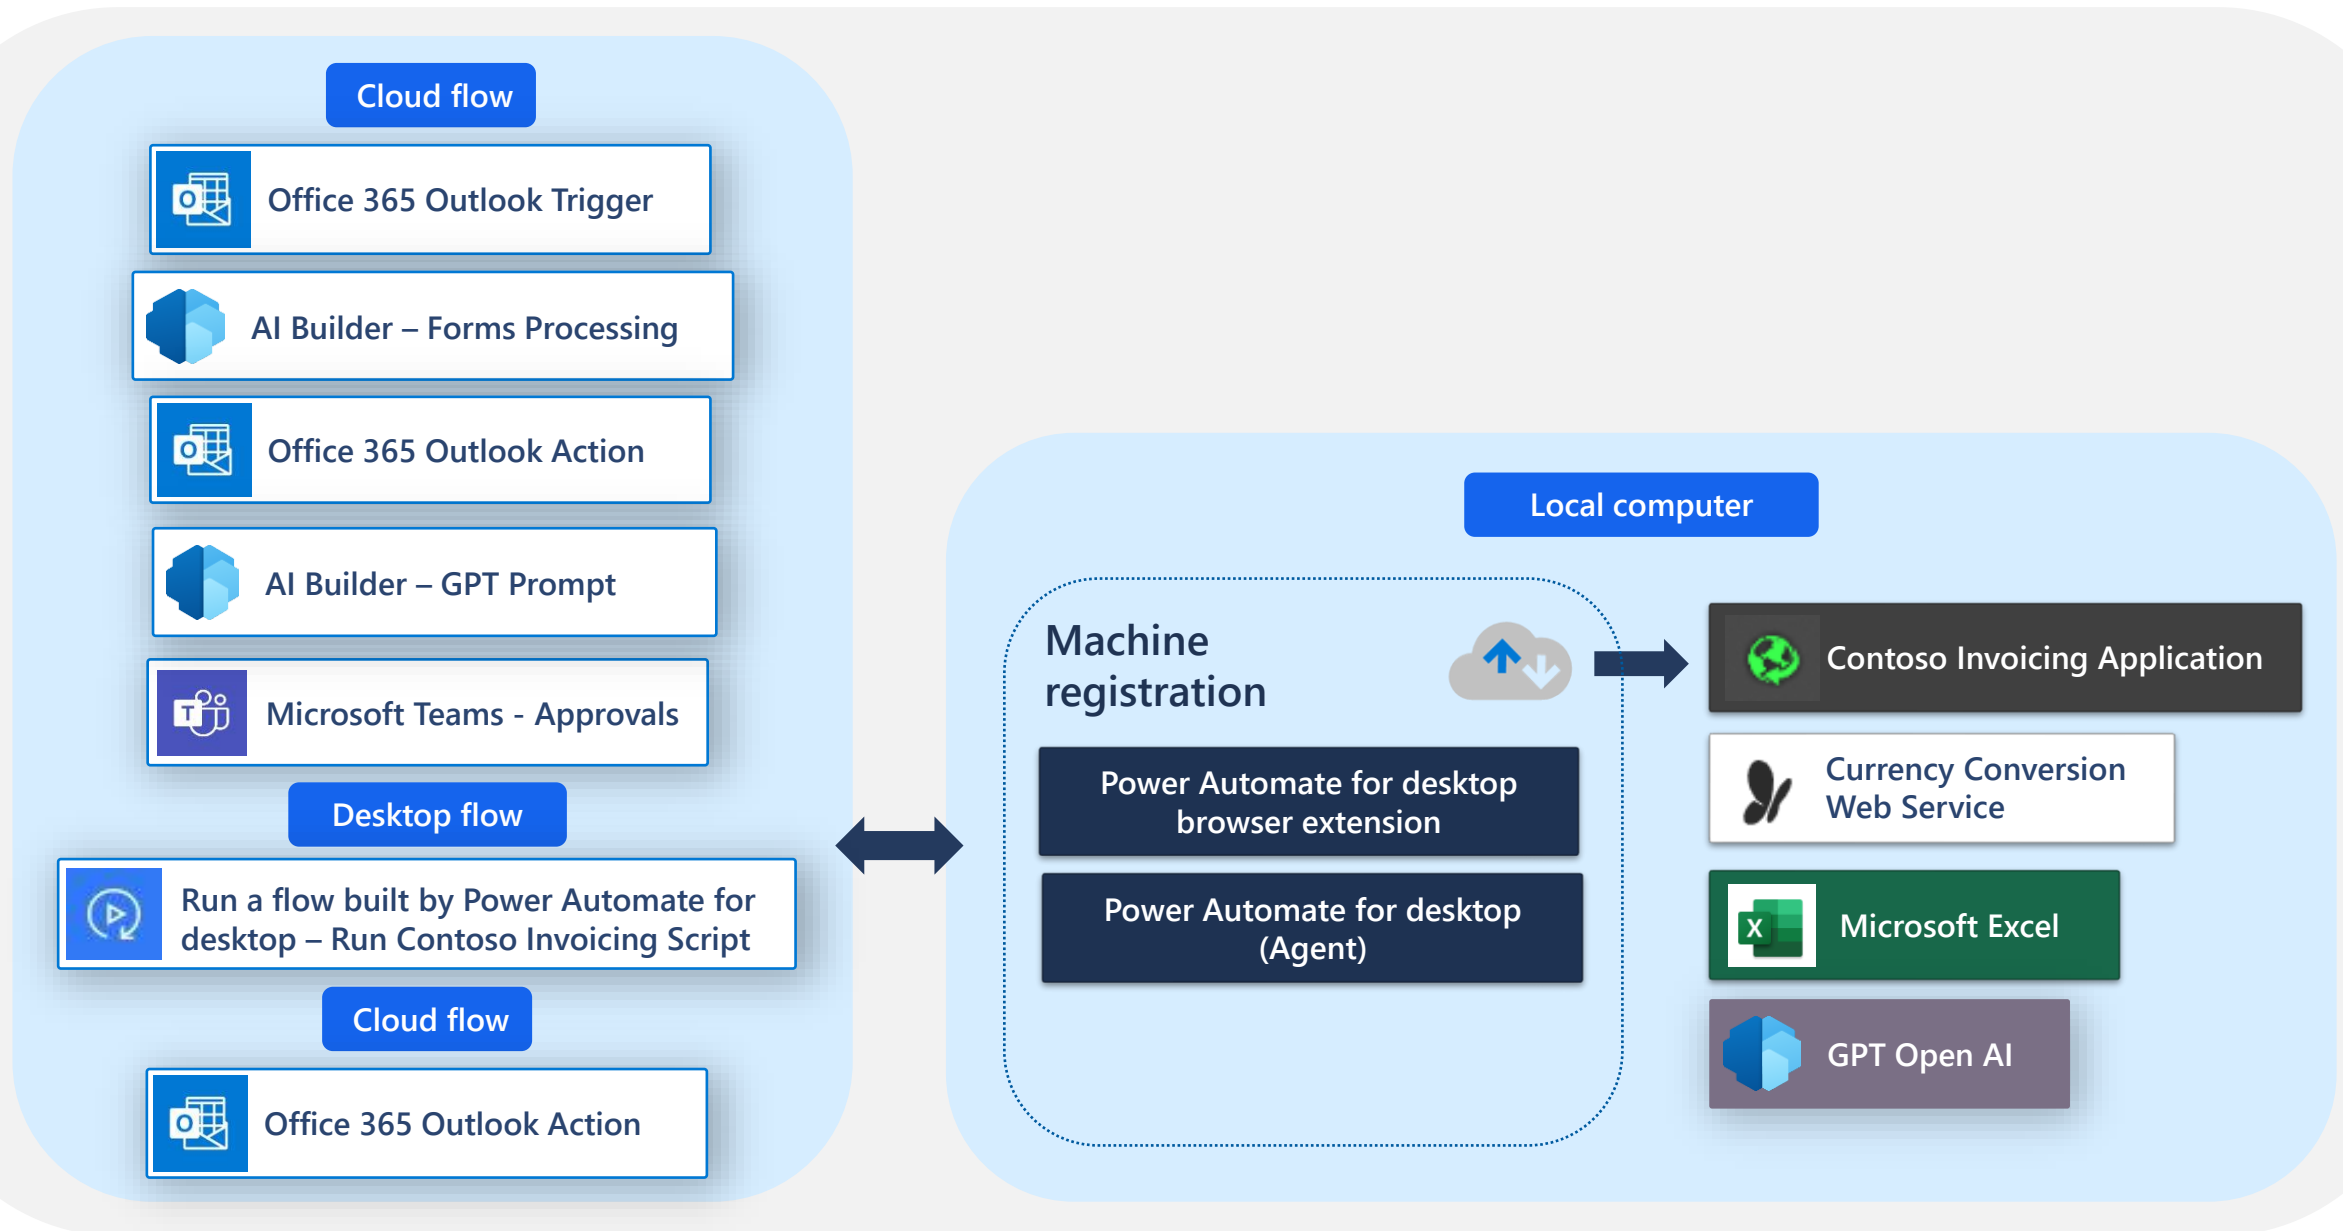 Cloud flow
Office 365 Outlook Trigger
AI Builder – Forms Processing
Office 365 Outlook Action
AI Builder – GPT Prompt
Microsoft Teams - Approvals
Desktop flow
Run a flow built by Power Automate for
desktop – Run Contoso Invoicing Script
Cloud flow
Office 365 Outlook Action
Local computer
Machine
registration
Power Automate for desktop
browser extension
Power Automate for desktop
(Agent)
Contoso Invoicing Application
Currency Conversion
Web Service
Microsoft Excel
GPT Open AI